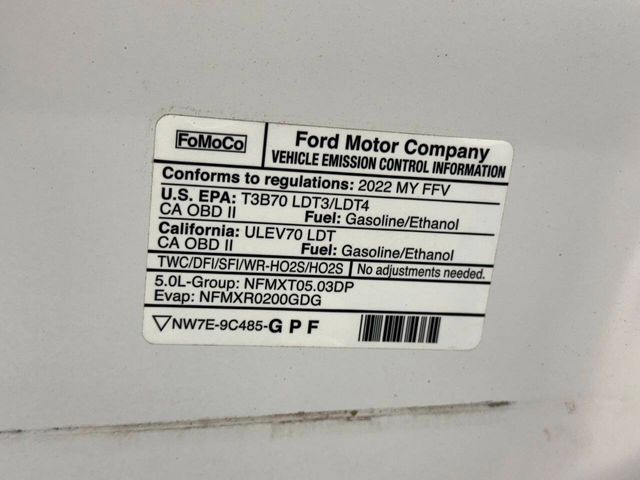 FoMoCo
Ford Motor Company
VEHICLE EMISSION CONTROL INFORMATION
Conforms to regulations: 2022 MY FFV
U.S. EPA: T3B70 LDT3/LDT4
CA OBD II Fuel: Gasoline/Ethanol
California: ULEV70 LDT
CA OBD II Fuel: Gasoline/Ethanol
TWC/DFI/SFI/WR-HO2S/HO2S No adjustments needed.
5.0L-Group: NFMXT05.03DP
Evap: NFMXR0200GDG
NW7E-9C485-G P F